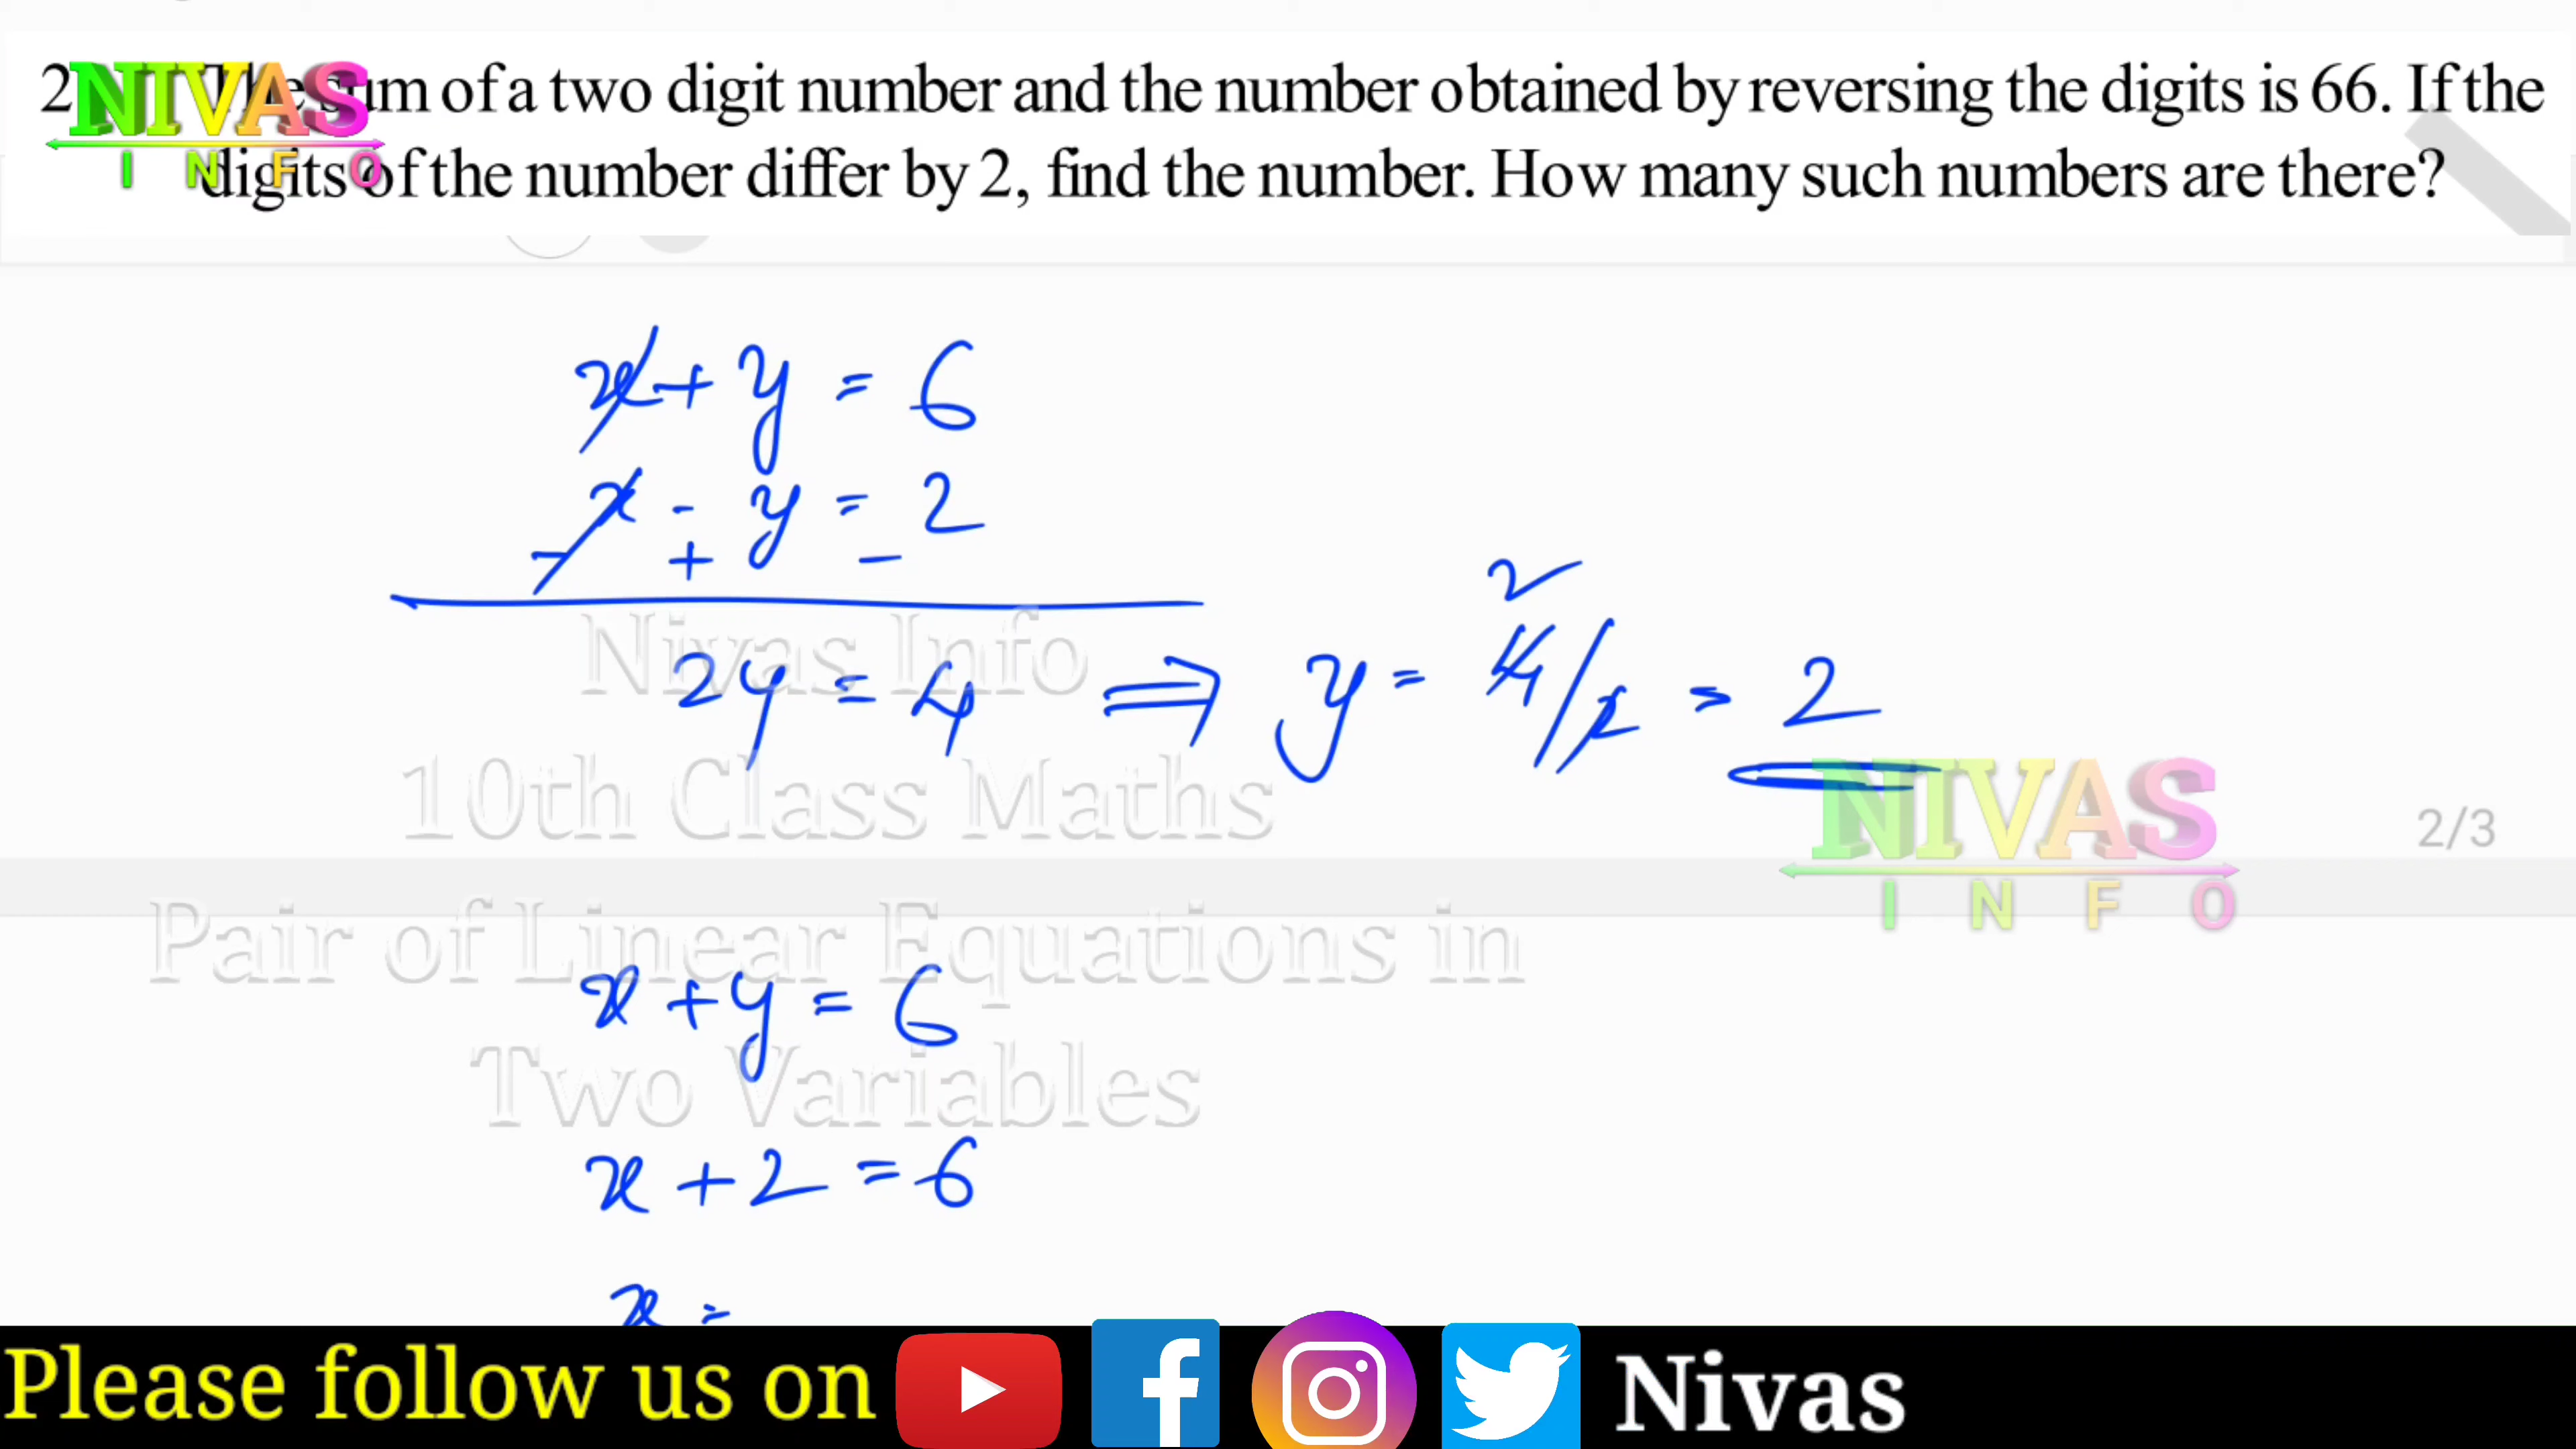 2 The sum of a two digit number and the number obtained by reversing the digits is 66. If the
digits of the number differ by 2, find the number. How many such numbers are there?
NIVAS
INFO
x + y = 6
x - y = 2
- + -
2y = 4 ⇒ y = 4/2 = 2
2
Nivas Info
10th Class Maths
Pair of Linear Equations in
Two Variables
NIVAS
INFO
2/3
x + y = 6
x + 2 = 6
x =
Please follow us on Nivas